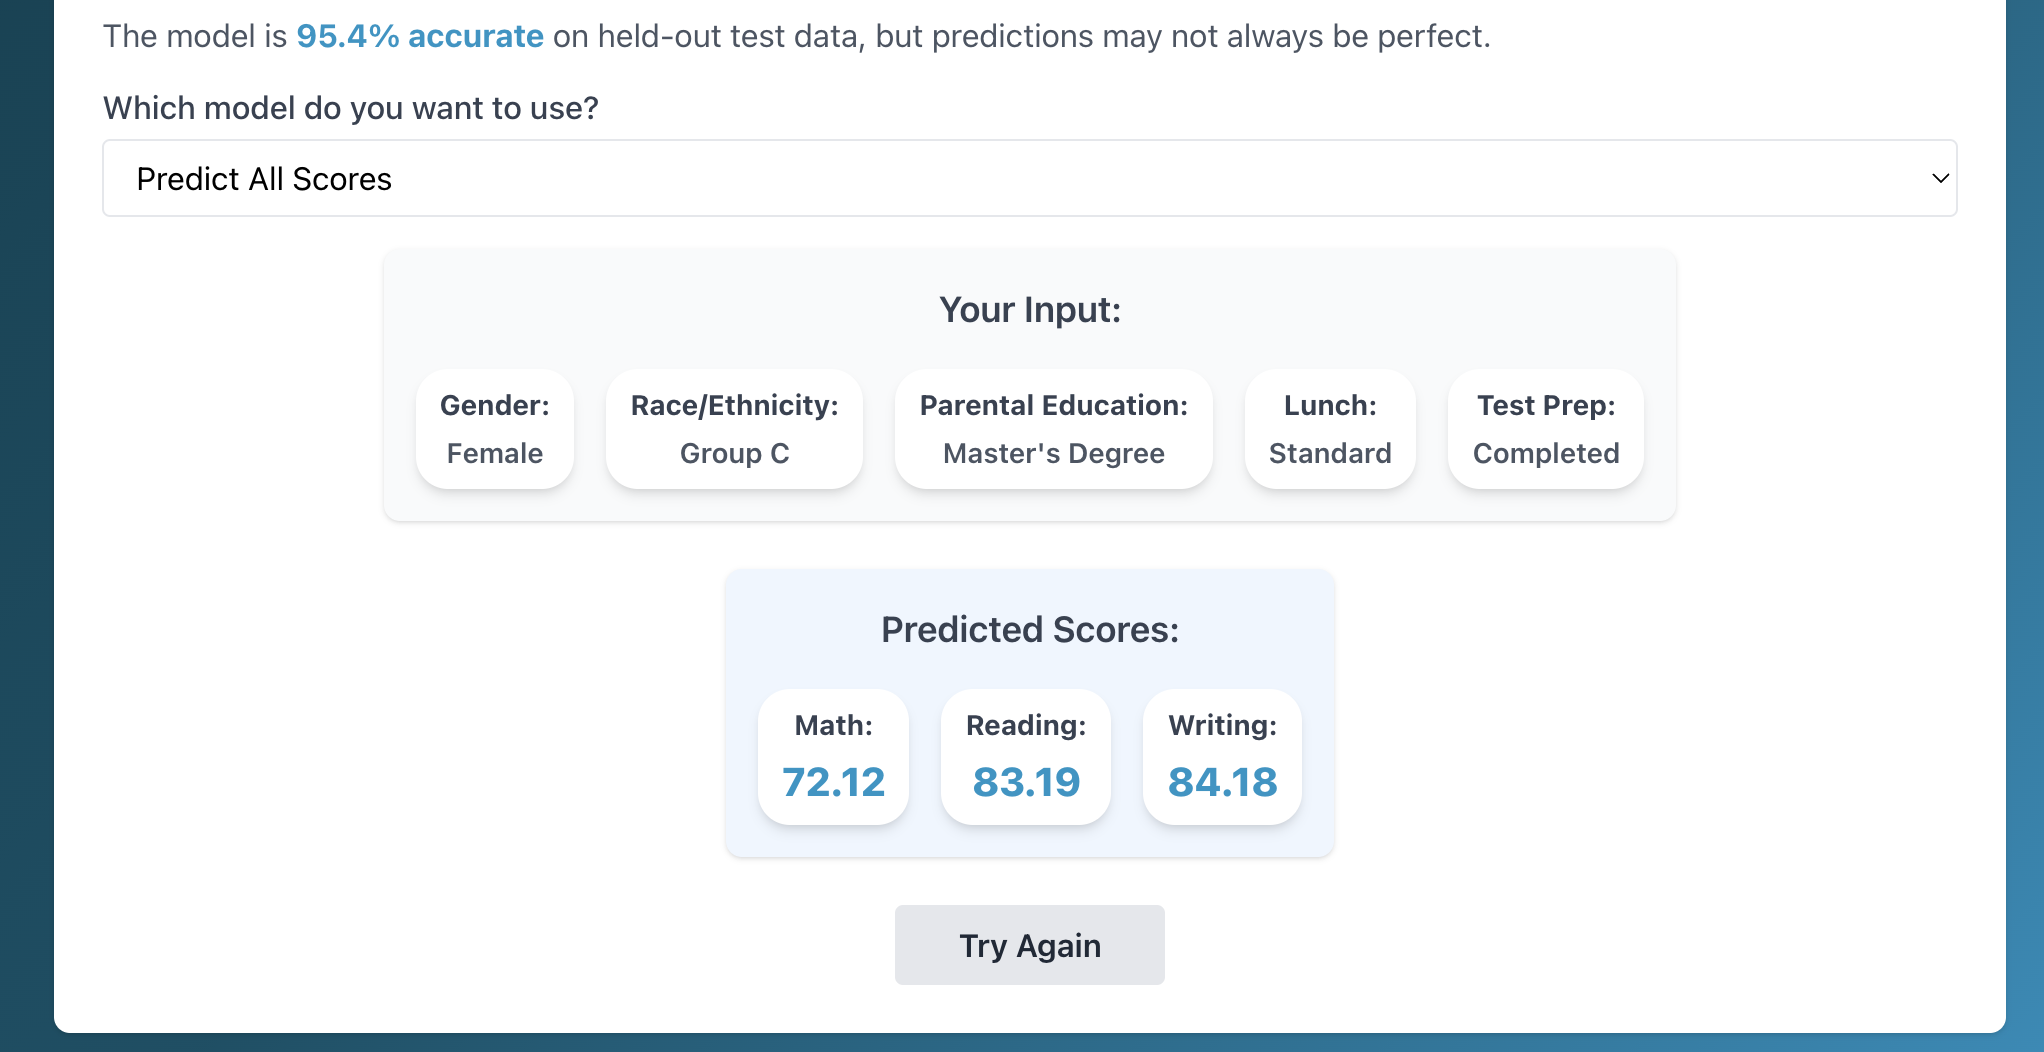 The model is 95.4% accurate on held-out test data, but predictions may not always be perfect.
Which model do you want to use?
Predict All Scores
Your Input:
Gender:
Female
Race/Ethnicity:
Group C
Parental Education:
Master's Degree
Lunch:
Standard
Test Prep:
Completed
Predicted Scores:
Math:
72.12
Reading:
83.19
Writing:
84.18
Try Again